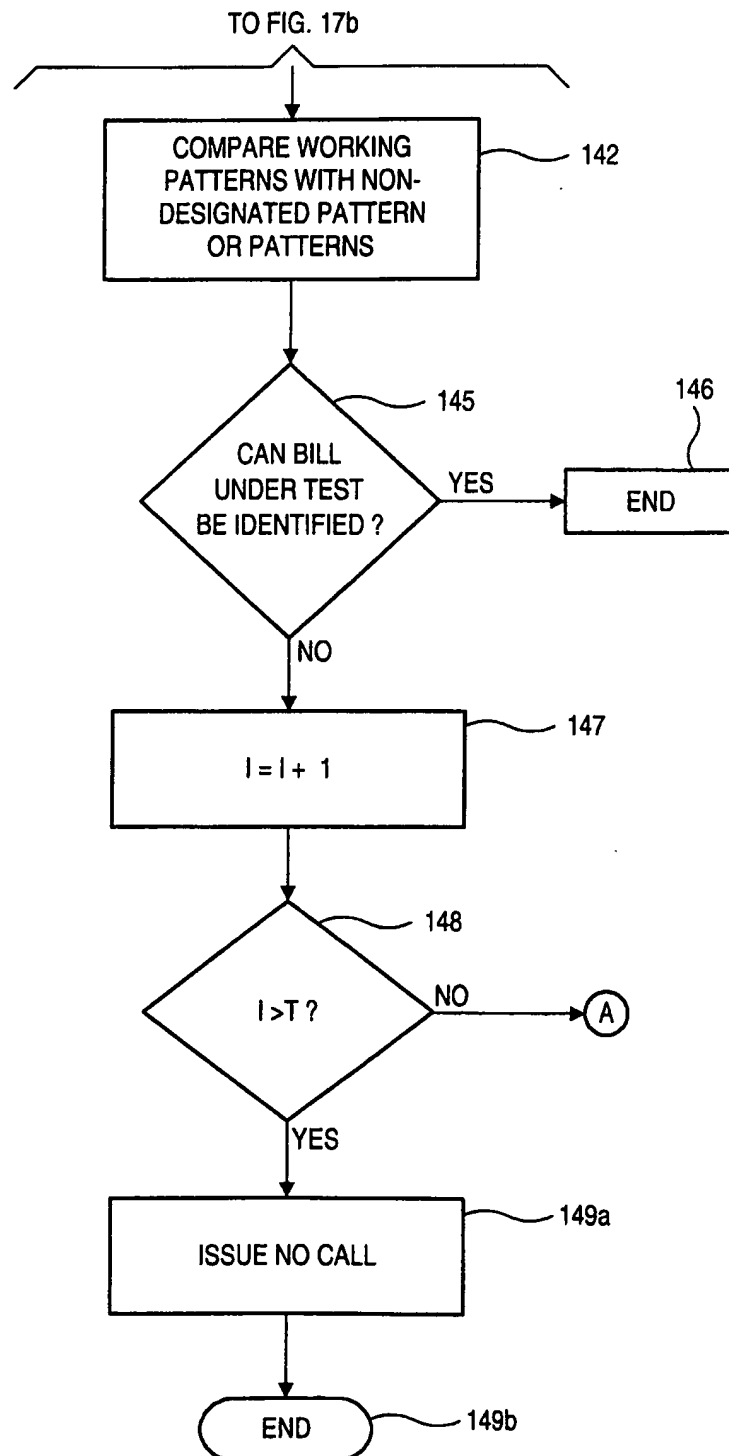 TO FIG. 17b
COMPARE WORKING
PATTERNS WITH NON-
DESIGNATED PATTERN
OR PATTERNS
142
145
CAN BILL
UNDER TEST
BE IDENTIFIED ?
YES
146
END
NO
147
I = I + 1
148
I >T ?
NO
A
YES
149a
ISSUE NO CALL
END
149b